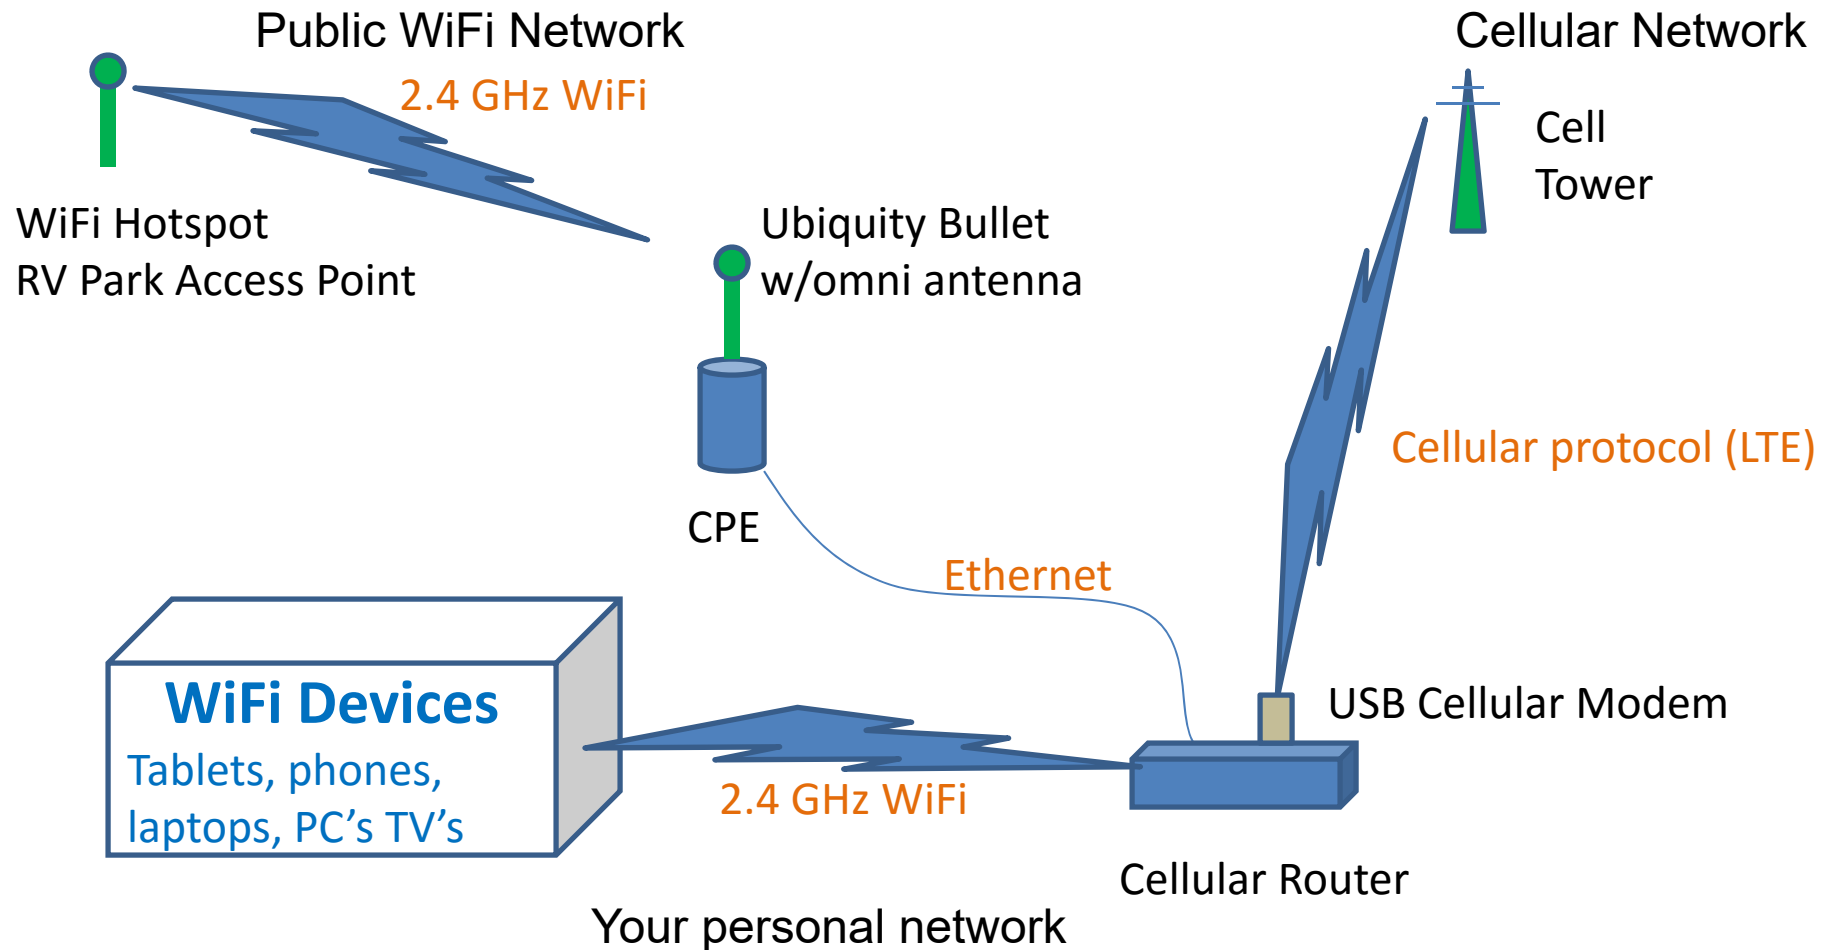 Public WiFi Network
Cellular Network
2.4 GHz WiFi
Cell
Tower
WiFi Hotspot
RV Park Access Point
Ubiquity Bullet
w/omni antenna
Cellular protocol (LTE)
CPE
Ethernet
WiFi Devices
Tablets, phones,
laptops, PC’s TV’s
USB Cellular Modem
2.4 GHz WiFi
Cellular Router
Your personal network